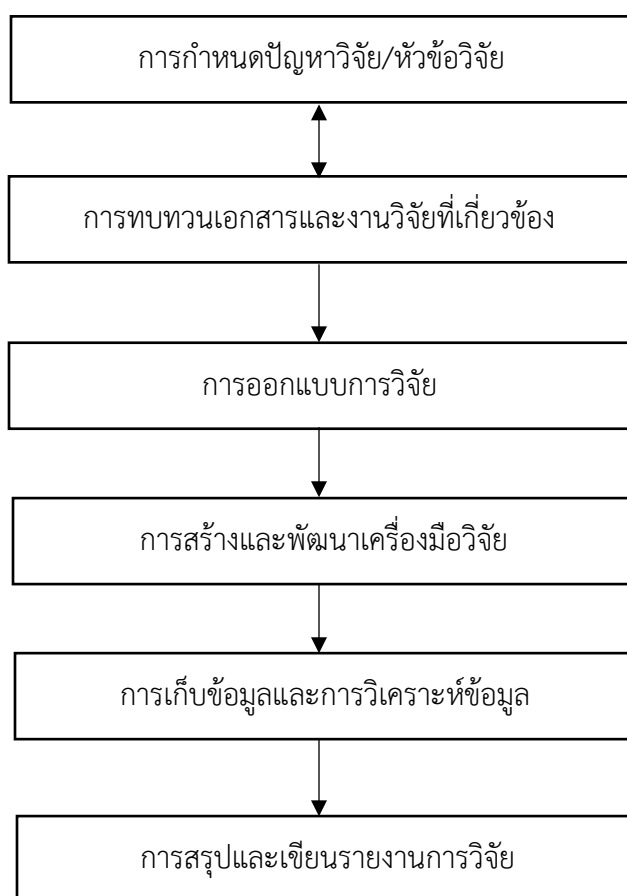 การกำหนดปัญหาวิจัย/หัวข้อวิจัย
การทบทวนเอกสารและงานวิจัยที่เกี่ยวข้อง
การออกแบบการวิจัย
การสร้างและพัฒนาเครื่องมือวิจัย
การเก็บข้อมูลและการวิเคราะห์ข้อมูล
การสรุปและเขียนรายงานการวิจัย